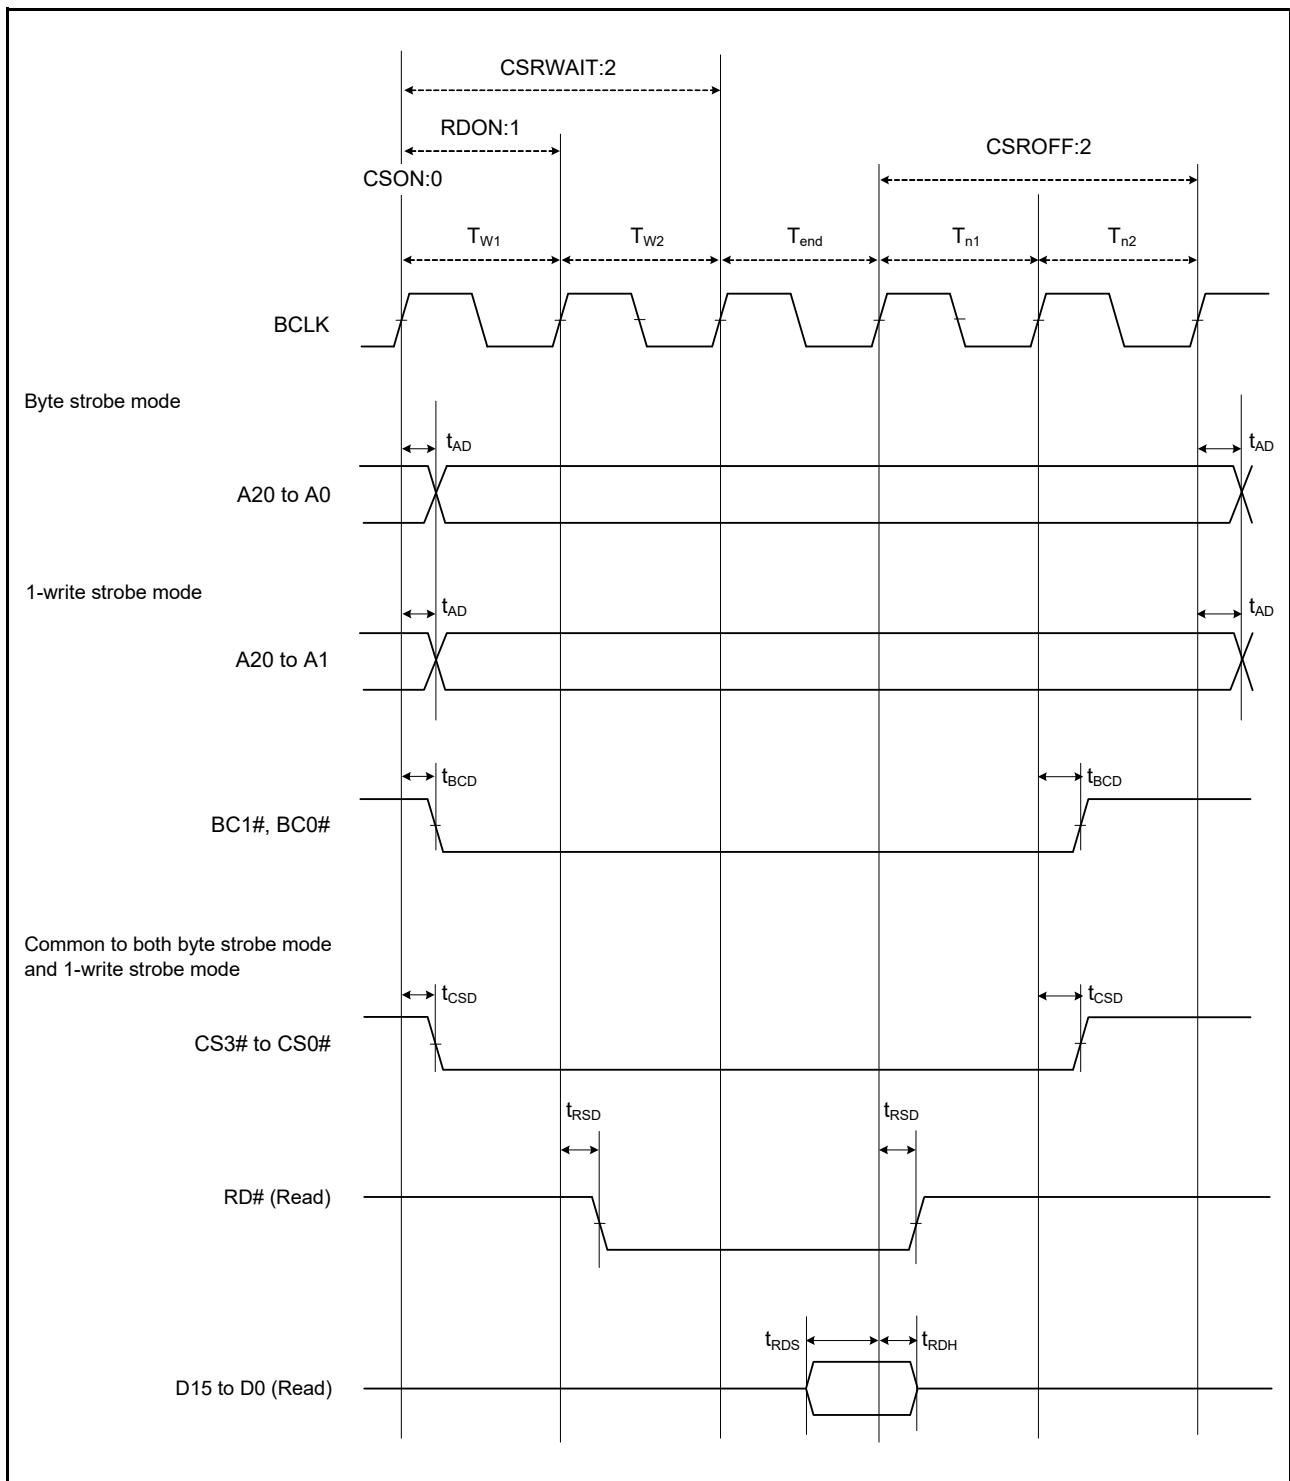 CSRWAIT:2
RDON:1
CSROFF:2
CSON:0
TW1 TW2 Tend Tn1 Tn2
BCLK
Byte strobe mode
tAD tAD
A20 to A0
1-write strobe mode
tAD tAD
A20 to A1
tBCD tBCD
BC1#, BC0#
Common to both byte strobe mode
and 1-write strobe mode
tCSD tCSD
CS3# to CS0#
tRSD tRSD
RD# (Read)
tRDS tRDH
D15 to D0 (Read)